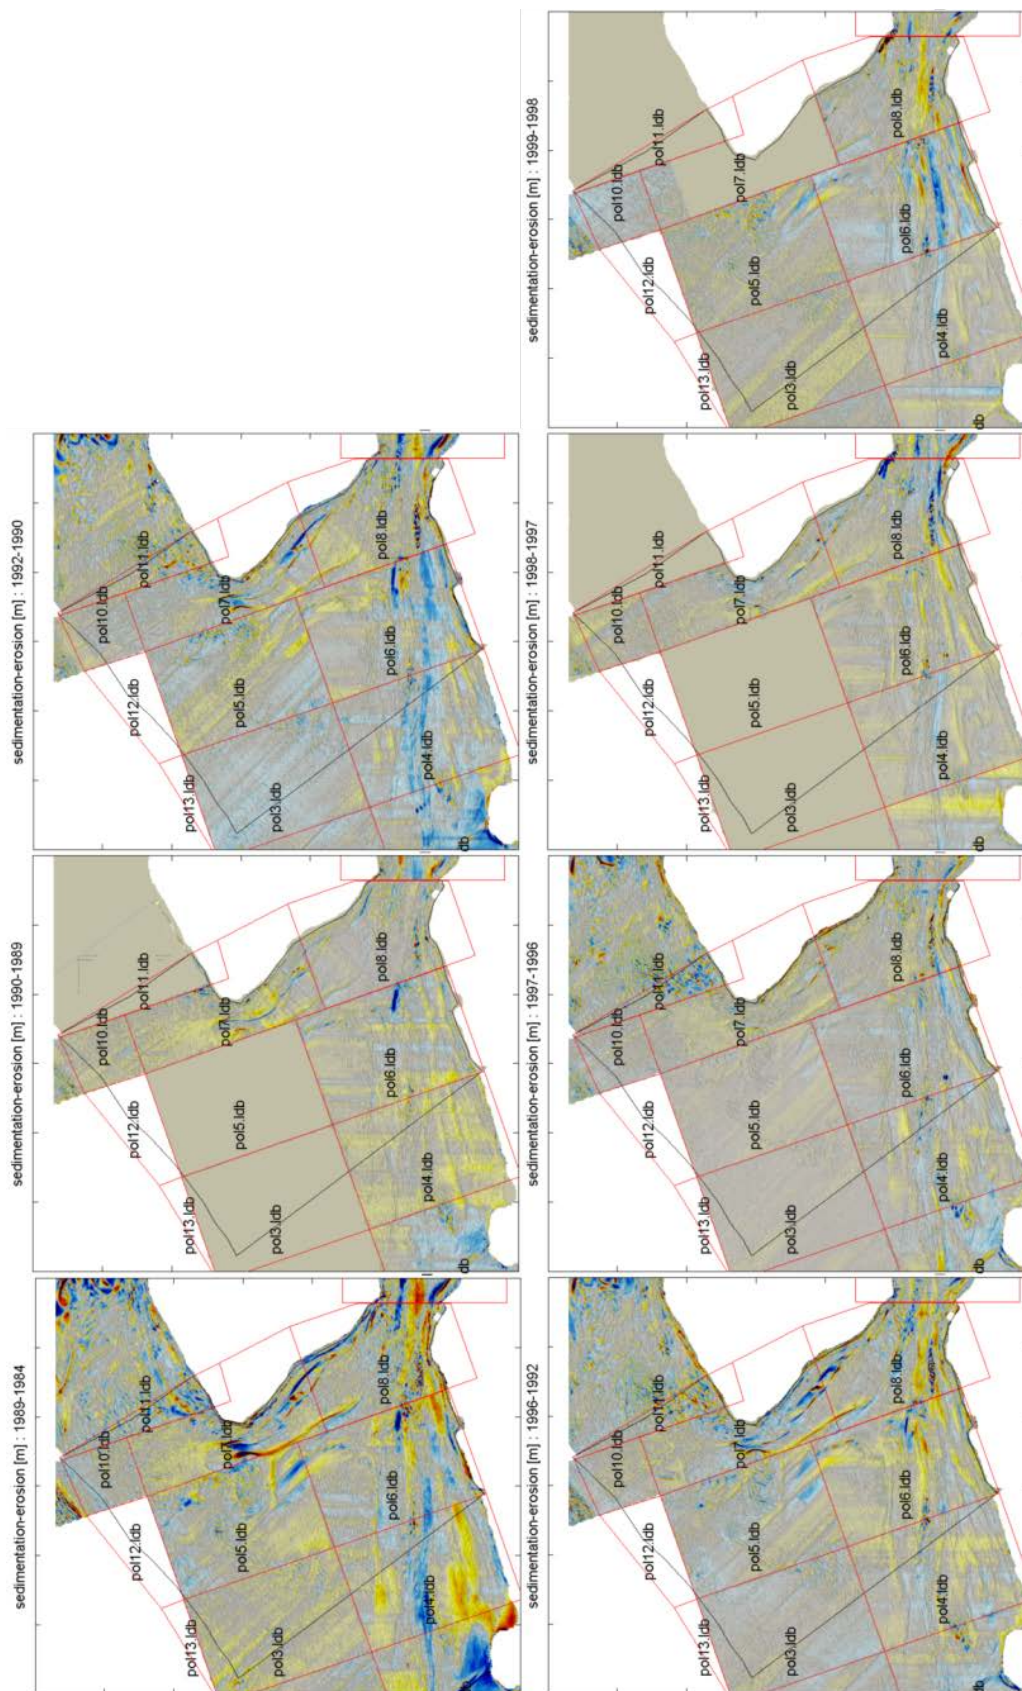 sedimentation-erosion [m] : 1989-1984
pol10.ldb
pol12.ldb
pol11.ldb
pol13.ldb
pol7.ldb
pol5.ldb
pol3.ldb
pol8.ldb
pol6.ldb
pol4.ldb
db
sedimentation-erosion [m] : 1990-1989
pol10.ldb
pol12.ldb
pol11.ldb
pol13.ldb
pol7.ldb
pol5.ldb
pol3.ldb
pol8.ldb
pol6.ldb
pol4.ldb
db
sedimentation-erosion [m] : 1992-1990
pol10.ldb
pol12.ldb
pol11.ldb
pol13.ldb
pol7.ldb
pol5.ldb
pol3.ldb
pol8.ldb
pol6.ldb
pol4.ldb
db
sedimentation-erosion [m] : 1996-1992
pol10.ldb
pol12.ldb
pol11.ldb
pol13.ldb
pol7.ldb
pol5.ldb
pol3.ldb
pol8.ldb
pol6.ldb
pol4.ldb
db
sedimentation-erosion [m] : 1997-1996
pol10.ldb
pol12.ldb
pol11.ldb
pol13.ldb
pol7.ldb
pol5.ldb
pol3.ldb
pol8.ldb
pol6.ldb
pol4.ldb
db
sedimentation-erosion [m] : 1998-1997
pol10.ldb
pol12.ldb
pol11.ldb
pol13.ldb
pol7.ldb
pol5.ldb
pol3.ldb
pol8.ldb
pol6.ldb
pol4.ldb
db
sedimentation-erosion [m] : 1999-1998
pol10.ldb
pol12.ldb
pol11.ldb
pol13.ldb
pol7.ldb
pol5.ldb
pol3.ldb
pol8.ldb
pol6.ldb
pol4.ldb
db